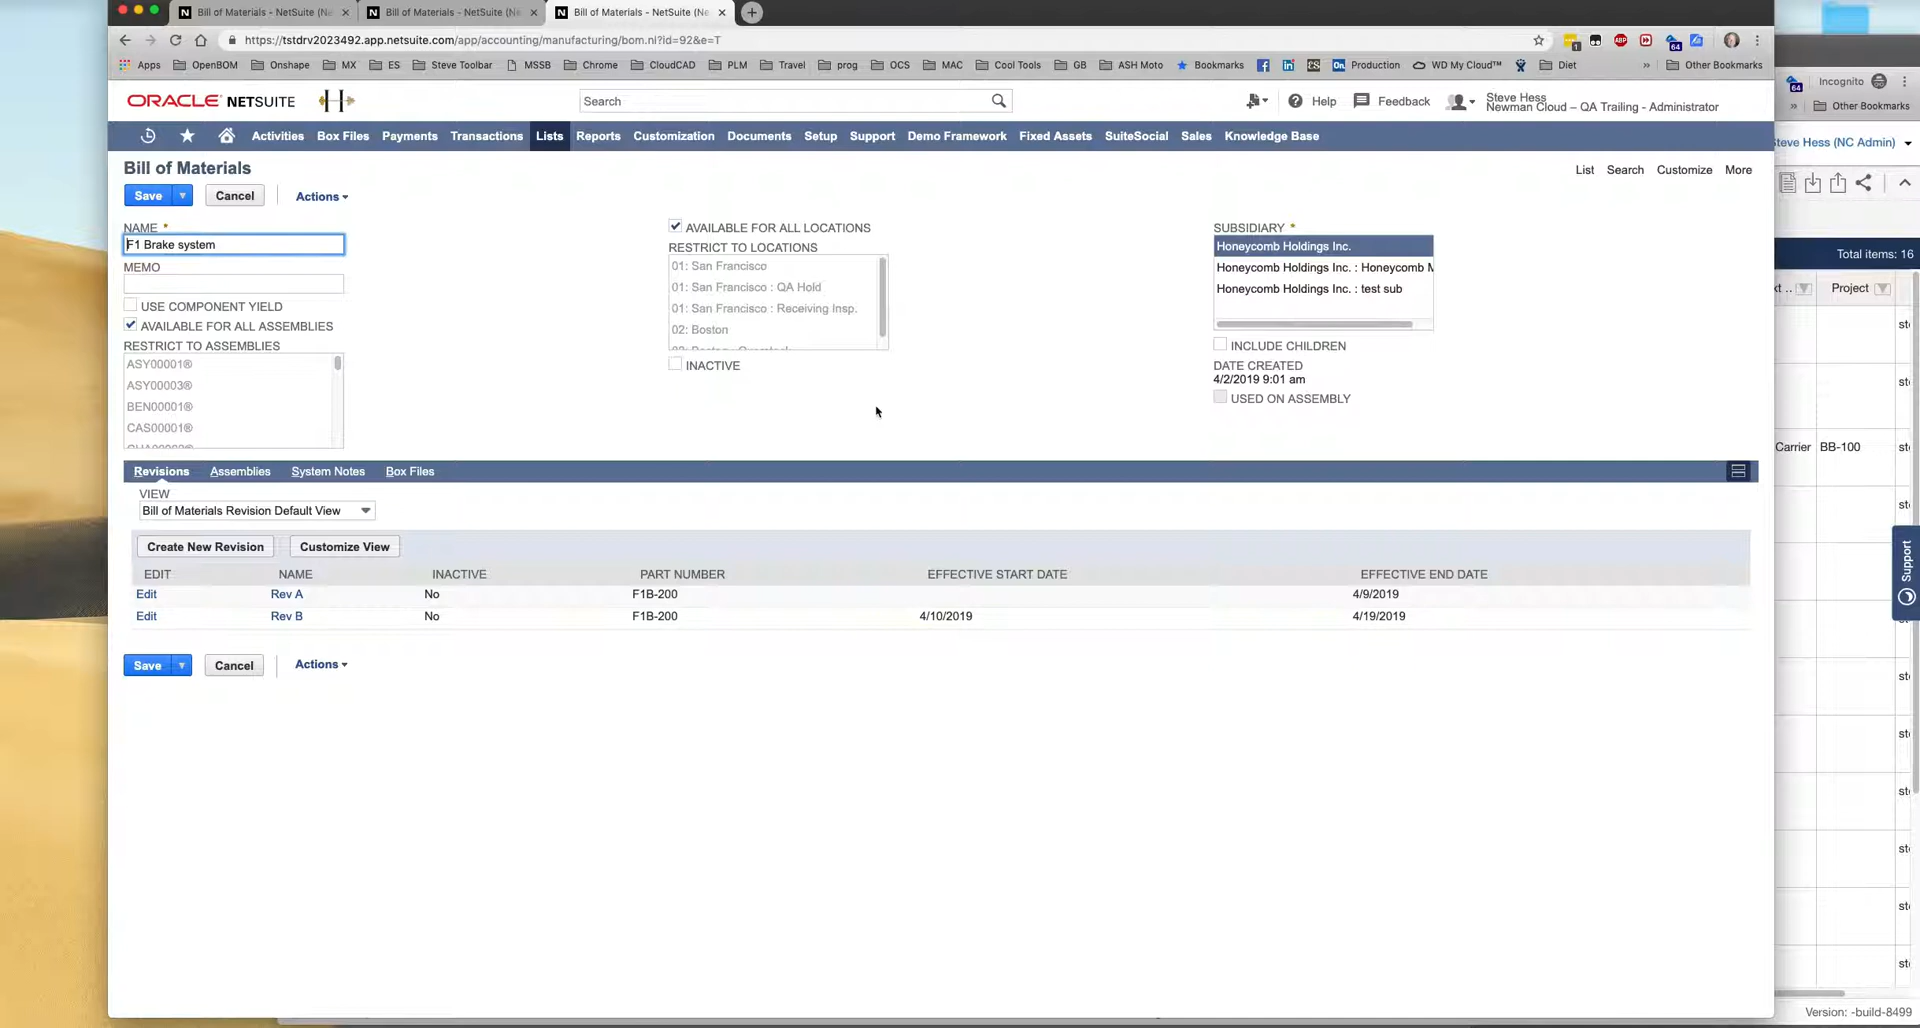 Bill of Materials - NetSuite (Ne
Bill of Materials - NetSuite (Ne
Bill of Materials - NetSuite (Ne
https://tstdrv2023492.app.netsuite.com/app/accounting/manufacturing/bom.nl?id=92&e=T
Apps OpenBOM Onshape MX ES Steve Toolbar MSSB Chrome CloudCAD PLM Travel prog OCS MAC Cool Tools GB ASH Moto Bookmarks Production WD My Cloud™ Diet » Other Bookmarks
Incognito
» Other Bookmarks
ORACLE NETSUITE
Search
Help
Feedback
Steve Hess
Newman Cloud – QA Trailing - Administrator
Steve Hess (NC Admin)
Activities Box Files Payments Transactions Lists Reports Customization Documents Setup Support Demo Framework Fixed Assets SuiteSocial Sales Knowledge Base
Bill of Materials
List Search Customize More
Save Cancel Actions
NAME *
F1 Brake system
MEMO
USE COMPONENT YIELD
AVAILABLE FOR ALL ASSEMBLIES
RESTRICT TO ASSEMBLIES
ASY00001®
ASY00003®
BEN00001®
CAS00001®
AVAILABLE FOR ALL LOCATIONS
RESTRICT TO LOCATIONS
01: San Francisco
01: San Francisco : QA Hold
01: San Francisco : Receiving Insp.
02: Boston
INACTIVE
SUBSIDIARY *
Honeycomb Holdings Inc.
Honeycomb Holdings Inc. : Honeycomb M
Honeycomb Holdings Inc. : test sub
INCLUDE CHILDREN
DATE CREATED
4/2/2019 9:01 am
USED ON ASSEMBLY
Revisions Assemblies System Notes Box Files
VIEW
Bill of Materials Revision Default View
Create New Revision Customize View
EDIT NAME INACTIVE PART NUMBER EFFECTIVE START DATE EFFECTIVE END DATE
Edit Rev A No F1B-200 4/9/2019
Edit Rev B No F1B-200 4/10/2019 4/19/2019
Save Cancel Actions
Total items: 16
Project
Carrier BB-100
Support
Version: -build-8499